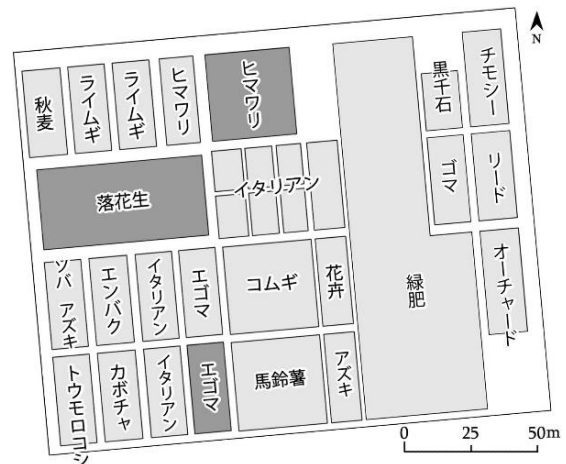 N
秋麦
ライムギ
ライムギ
ヒマワリ
ヒマワリ
黒千石
チモシー
落花生
イタリアン
ゴマ
リード
ツバ アズキ
エンバク
イタリアン
エゴマ
コムギ
花卉
緑肥
オーチャード
トウモロコシ
カボチャ
イタリアン
エゴマ
馬鈴薯
アズキ
0 25 50m